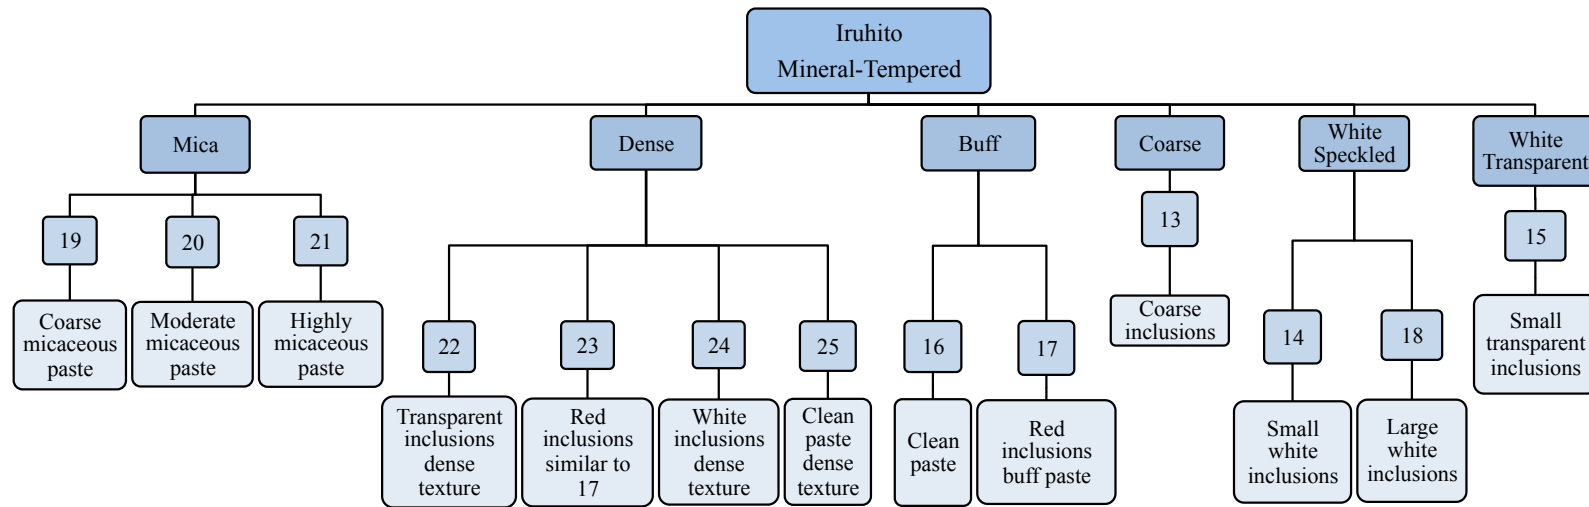 Iruhito
Mineral-Tempered
Mica
Dense
Buff
Coarse
White
Speckled
White
Transparent
19
20
21
Coarse
micaceous
paste
Moderate
micaceous
paste
Highly
micaceous
paste
22
23
24
25
Transparent
inclusions
dense
texture
Red
inclusions
similar to
17
White
inclusions
dense
texture
Clean
paste
dense
texture
16
17
Clean
paste
Red
inclusions
buff paste
13
Coarse
inclusions
14
18
Small
white
inclusions
Large
white
inclusions
15
Small
transparent
inclusions